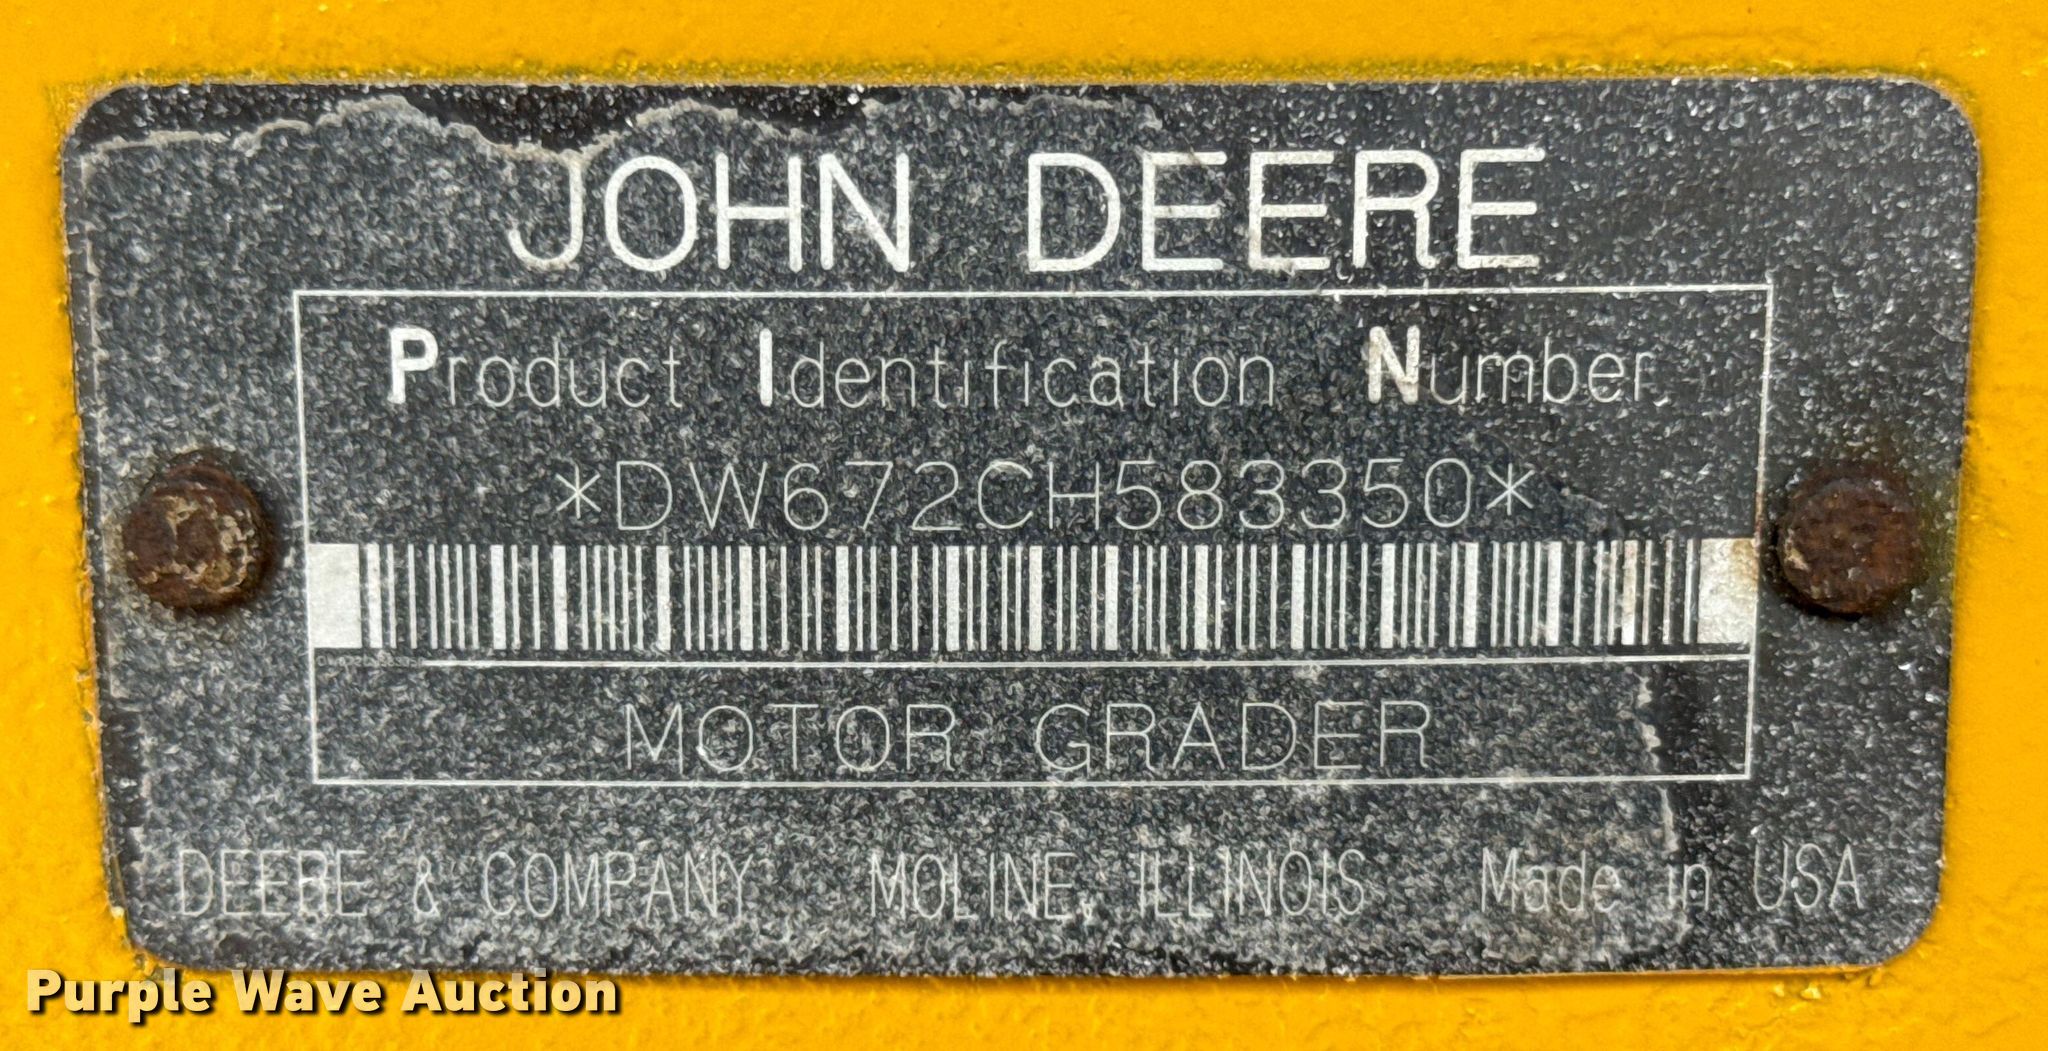 JOHN DEERE
Product Identification Number
*DW672CH583350*
MOTOR GRADER
DEERE & COMPANY MOLINE, ILLINOIS Made in USA
Purple Wave Auction